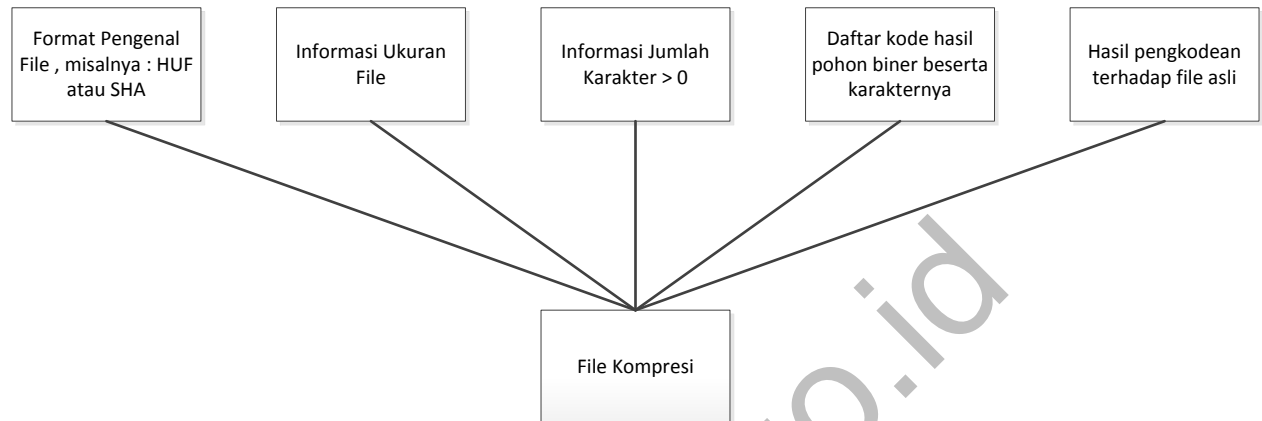 Format Pengenal
File , misalnya : HUF
atau SHA
Informasi Ukuran
File
Informasi Jumlah
Karakter > 0
Daftar kode hasil
pohon biner beserta
karakternya
Hasil pengkodean
terhadap file asli
File Kompresi
o.id